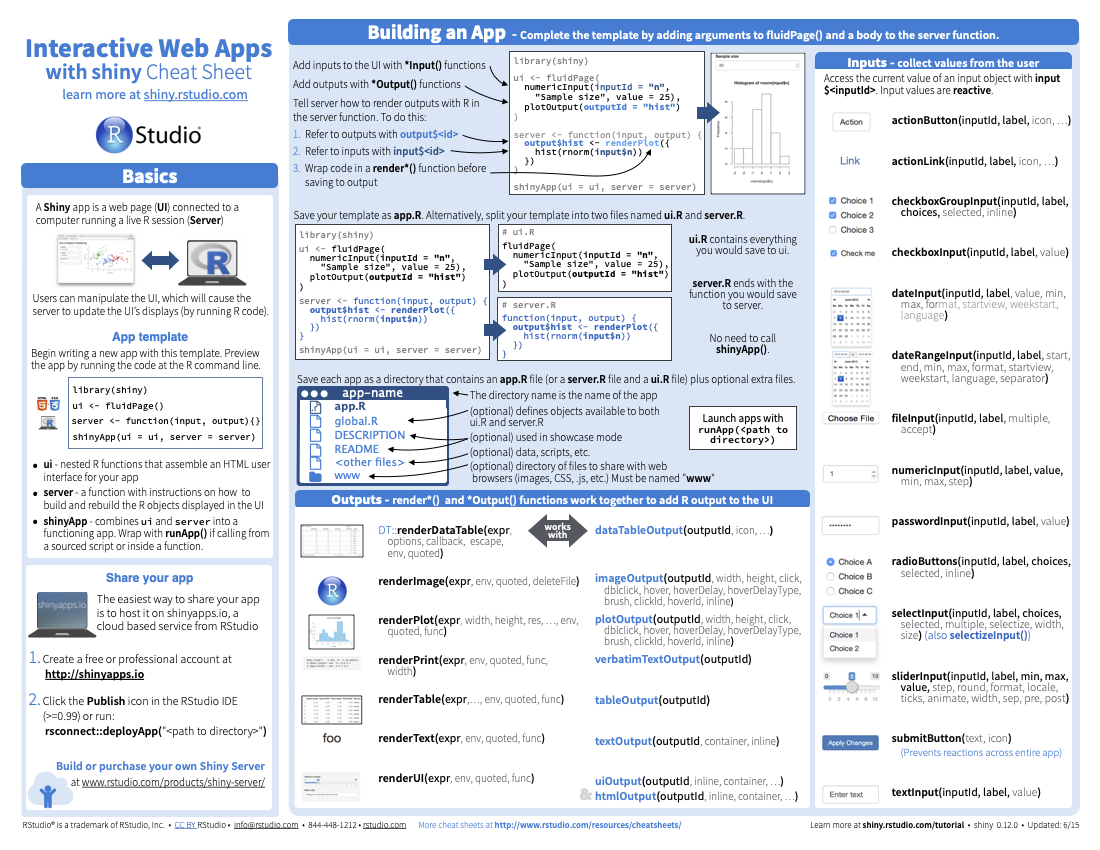 Interactive Web Apps
with shiny Cheat Sheet
learn more at shiny.rstudio.com
R Studio®
Basics
A Shiny app is a web page (UI) connected to a
computer running a live R session (Server)
Users can manipulate the UI, which will cause the
server to update the UI's displays (by running R code).
App template
Begin writing a new app with this template. Preview
the app by running the code at the R command line.
library(shiny)
ui <- fluidPage()
server <- function(input, output){}
shinyApp(ui = ui, server = server)
• ui - nested R functions that assemble an HTML user
interface for your app
• server - a function with instructions on how to
build and rebuild the R objects displayed in the UI
• shinyApp - combines ui and server into a
functioning app. Wrap with runApp() if calling from
a sourced script or inside a function.
Share your app
shinyapps.io
The easiest way to share your app
is to host it on shinyapps.io, a
cloud based service from RStudio
1. Create a free or professional account at
http://shinyapps.io
2. Click the Publish icon in the RStudio IDE
(>=0.99) or run:
rsconnect::deployApp("<path to directory>")
Build or purchase your own Shiny Server
at www.rstudio.com/products/shiny-server/
Building an App - Complete the template by adding arguments to fluidPage() and a body to the server function.
Add inputs to the UI with *Input() functions
Add outputs with *Output() functions
Tell server how to render outputs with R in
the server function. To do this:
1. Refer to outputs with output$<id>
2. Refer to inputs with input$<id>
3. Wrap code in a render*() function before
saving to output
library(shiny)
ui <- fluidPage(
numericInput(inputId = "n",
"Sample size", value = 25),
plotOutput(outputId = "hist")
)
server <- function(input, output) {
output$hist <- renderPlot({
hist(rnorm(input$n))
})
}
shinyApp(ui = ui, server = server)
Sample size
25
Histogram of rnorm(input$n)
Frequency
rnorm(input$n)
Save your template as app.R. Alternatively, split your template into two files named ui.R and server.R.
library(shiny)
ui <- fluidPage(
numericInput(inputId = "n",
"Sample size", value = 25),
plotOutput(outputId = "hist")
)
server <- function(input, output) {
output$hist <- renderPlot({
hist(rnorm(input$n))
})
}
shinyApp(ui = ui, server = server)
# ui.R
fluidPage(
numericInput(inputId = "n",
"Sample size", value = 25),
plotOutput(outputId = "hist")
)
# server.R
function(input, output) {
output$hist <- renderPlot({
hist(rnorm(input$n))
})
}
ui.R contains everything
you would save to ui.
server.R ends with the
function you would save
to server.
No need to call
shinyApp().
Save each app as a directory that contains an app.R file (or a server.R file and a ui.R file) plus optional extra files.
app-name
app.R
global.R
DESCRIPTION
README
<other files>
www
The directory name is the name of the app
(optional) defines objects available to both
ui.R and server.R
(optional) used in showcase mode
(optional) data, scripts, etc.
(optional) directory of files to share with web
browsers (images, CSS, .js, etc.) Must be named "www"
Launch apps with
runApp(<path to
directory>)
Outputs - render*() and *Output() functions work together to add R output to the UI
DT::renderDataTable(expr,
options, callback, escape,
env, quoted)
works
with
dataTableOutput(outputId, icon, …)
renderImage(expr, env, quoted, deleteFile)
imageOutput(outputId, width, height, click,
dblclick, hover, hoverDelay, hoverDelayType,
brush, clickId, hoverId, inline)
renderPlot(expr, width, height, res, …, env,
quoted, func)
plotOutput(outputId, width, height, click,
dblclick, hover, hoverDelay, hoverDelayType,
brush, clickId, hoverId, inline)
renderPrint(expr, env, quoted, func,
width)
verbatimTextOutput(outputId)
renderTable(expr,…, env, quoted, func)
tableOutput(outputId)
foo
renderText(expr, env, quoted, func)
textOutput(outputId, container, inline)
renderUI(expr, env, quoted, func)
uiOutput(outputId, inline, container, …)
& htmlOutput(outputId, inline, container, …)
Inputs - collect values from the user
Access the current value of an input object with input
$<inputId>. Input values are reactive.
Action
actionButton(inputId, label, icon, …)
Link
actionLink(inputId, label, icon, …)
Choice 1
Choice 2
Choice 3
checkboxGroupInput(inputId, label,
choices, selected, inline)
Check me
checkboxInput(inputId, label, value)
dateInput(inputId, label, value, min,
max, format, startview, weekstart,
language)
dateRangeInput(inputId, label, start,
end, min, max, format, startview,
weekstart, language, separator)
Choose File
fileInput(inputId, label, multiple,
accept)
1
numericInput(inputId, label, value,
min, max, step)
••••••••
passwordInput(inputId, label, value)
Choice A
Choice B
Choice C
radioButtons(inputId, label, choices,
selected, inline)
Choice 1
Choice 1
Choice 2
selectInput(inputId, label, choices,
selected, multiple, selectize, width,
size) (also selectizeInput())
0 5 10
0 2 4 6 8 10
sliderInput(inputId, label, min, max,
value, step, round, format, locale,
ticks, animate, width, sep, pre, post)
Apply Changes
submitButton(text, icon)
(Prevents reactions across entire app)
Enter text
textInput(inputId, label, value)
RStudio® is a trademark of RStudio, Inc. • CC BY RStudio • info@rstudio.com • 844-448-1212 • rstudio.com
More cheat sheets at http://www.rstudio.com/resources/cheatsheets/
Learn more at shiny.rstudio.com/tutorial • shiny 0.12.0 • Updated: 6/15